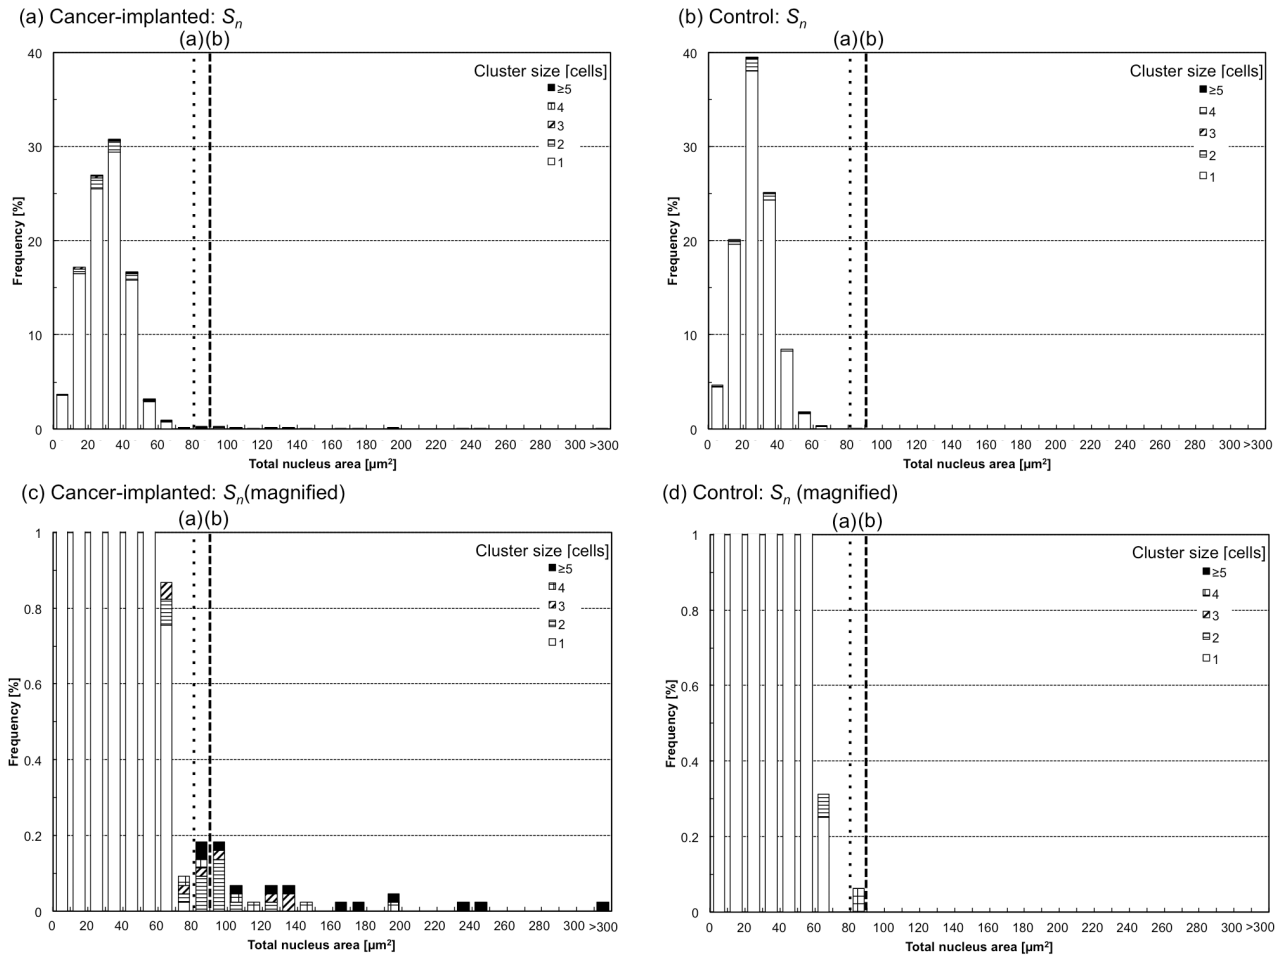 (a) Cancer-implanted: Sn
(a)(b)
40
30
20
10
0
Frequency [%]
Cluster size [cells]
≥5
4
3
2
1
0 20 40 60 80 100 120 140 160 180 200 220 240 260 280 300 >300
Total nucleus area [µm²]
(b) Control: Sn
(a)(b)
40
30
20
10
0
Frequency [%]
Cluster size [cells]
≥5
4
3
2
1
0 20 40 60 80 100 120 140 160 180 200 220 240 260 280 300 >300
Total nucleus area [µm²]
(c) Cancer-implanted: Sn(magnified)
(a)(b)
1
0.8
0.6
0.4
0.2
0
Frequency [%]
Cluster size [cells]
≥5
4
3
2
1
0 20 40 60 80 100 120 140 160 180 200 220 240 260 280 300 >300
Total nucleus area [µm²]
(d) Control: Sn (magnified)
(a)(b)
1
0.8
0.6
0.4
0.2
0
Frequency [%]
Cluster size [cells]
≥5
4
3
2
1
0 20 40 60 80 100 120 140 160 180 200 220 240 260 280 300 >300
Total nucleus area [µm²]